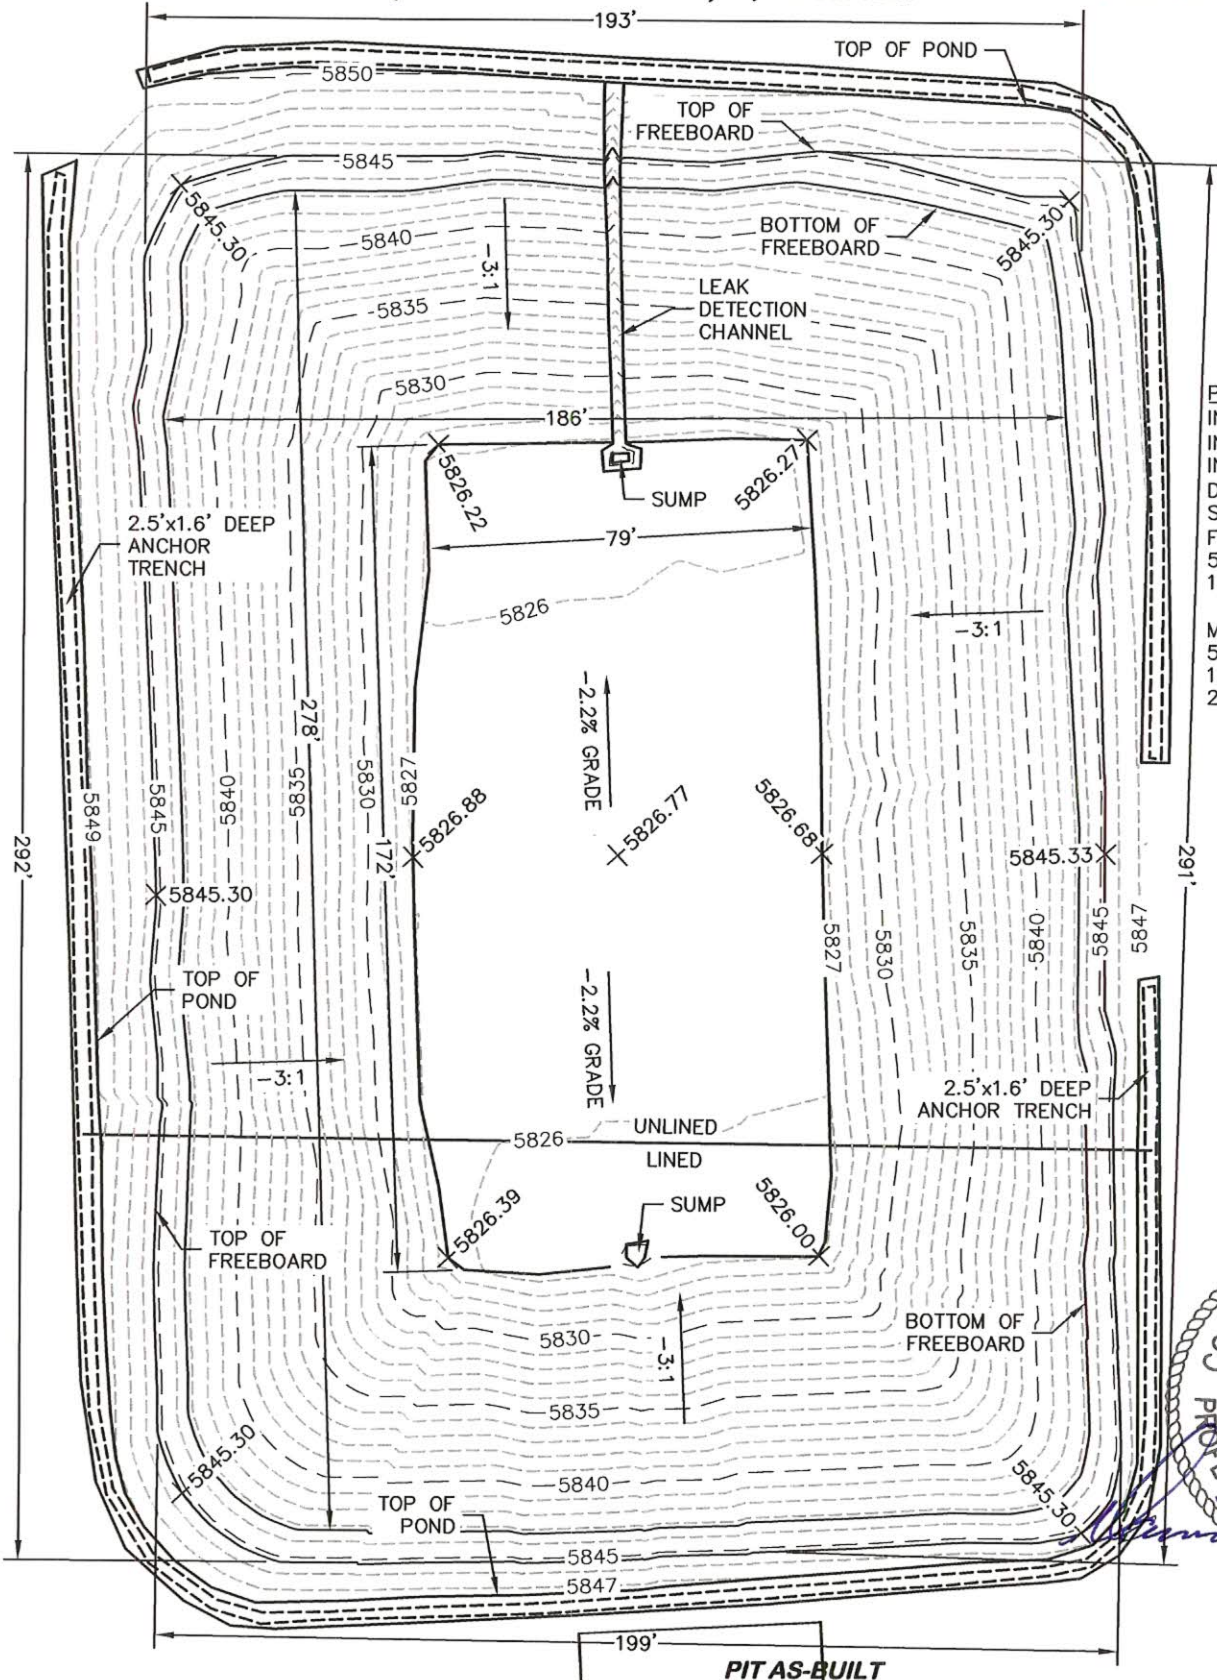 193'
TOP OF POND
5850
TOP OF
FREEBOARD
5845
5845.30
5845.30
BOTTOM OF
FREEBOARD
5840
-3:1
LEAK
DETECTION
CHANNEL
5835
5830
186'
5826.22
5826.27
SUMP
79'
2.5'x1.6' DEEP
ANCHOR
TRENCH
5826
-3:1
-2.2% GRADE
278'
5849
5845
5840
5835
5830
5827
292'
172'
5826.88
5826.77
5826.68
5845.33
291'
5845.30
5827
5830
5835
5840
5845
5847
TOP OF
POND
-2.2% GRADE
-3:1
2.5'x1.6' DEEP
ANCHOR TRENCH
5826
UNLINED
LINED
5826.39
SUMP
5826.00
TOP OF
FREEBOARD
5830
-3:1
BOTTOM OF
FREEBOARD
5835
5845.30
5840
5845.30
TOP OF
POND
5845
5847
199'
PIT AS-BUILT